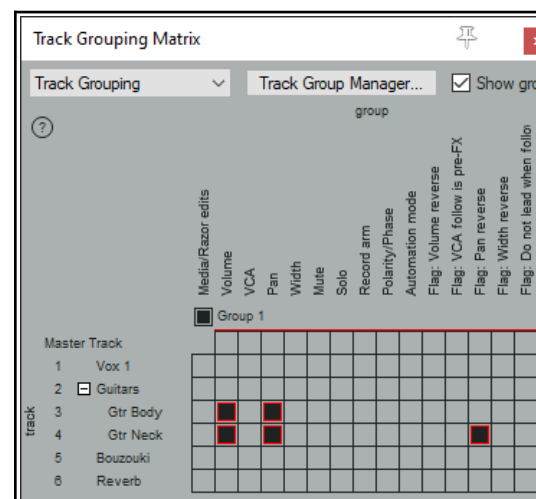 Track Grouping Matrix
Track Grouping
Track Group Manager...
Show gro
group
Media/Razor edits
Volume
VCA
Pan
Width
Mute
Solo
Record arm
Polarity/Phase
Automation mode
Flag: Volume reverse
Flag: VCA follow is pre-FX
Flag: Pan reverse
Flag: Width reverse
Flag: Do not lead when follow
Group 1
Master Track
1 Vox 1
2 Guitars
track
3 Gtr Body
4 Gtr Neck
5 Bouzouki
6 Reverb